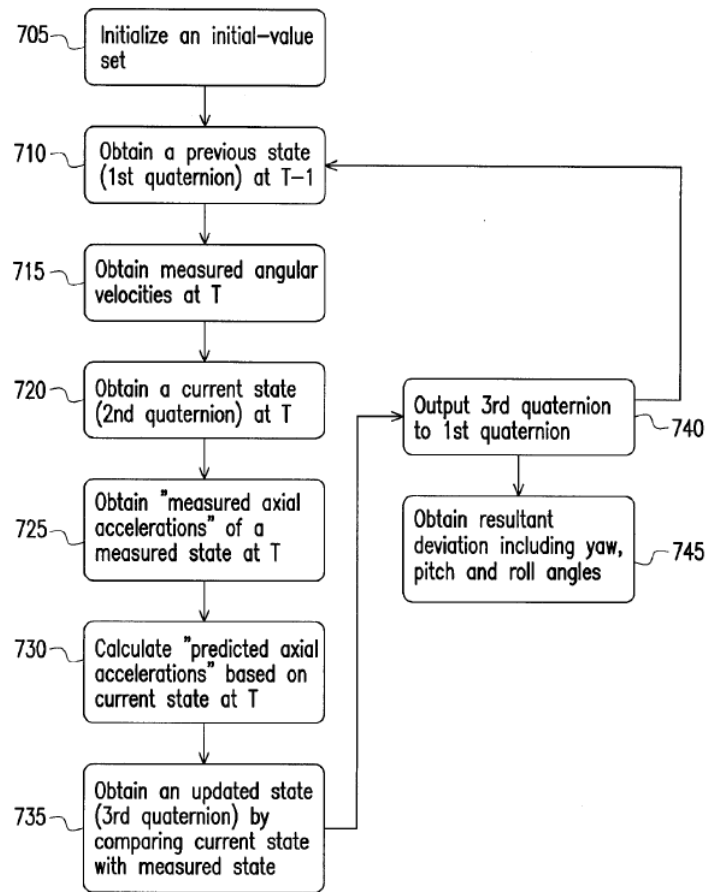 705
Initialize an initial-value
set
710
Obtain a previous state
(1st quaternion) at T-1
715
Obtain measured angular
velocities at T
720
Obtain a current state
(2nd quaternion) at T
725
Obtain "measured axial
accelerations" of a
measured state at T
730
Calculate "predicted axial
accelerations" based on
current state at T
735
Obtain an updated state
(3rd quaternion) by
comparing current state
with measured state
Output 3rd quaternion
to 1st quaternion
740
Obtain resultant
deviation including yaw,
pitch and roll angles
745